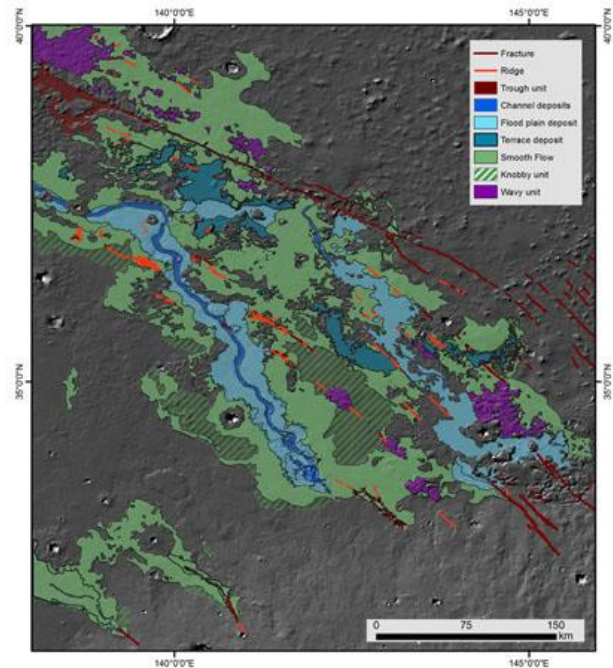 140°0'0"E
145°0'0"E
40°0'0"N
40°0'0"N
Fracture
Ridge
Trough unit
Channel deposits
Flood plain deposit
Terrace deposit
Smooth Flow
Knobby unit
Wavy unit
35°0'0"N
35°0'0"N
0
75
150
km
140°0'0"E
145°0'0"E